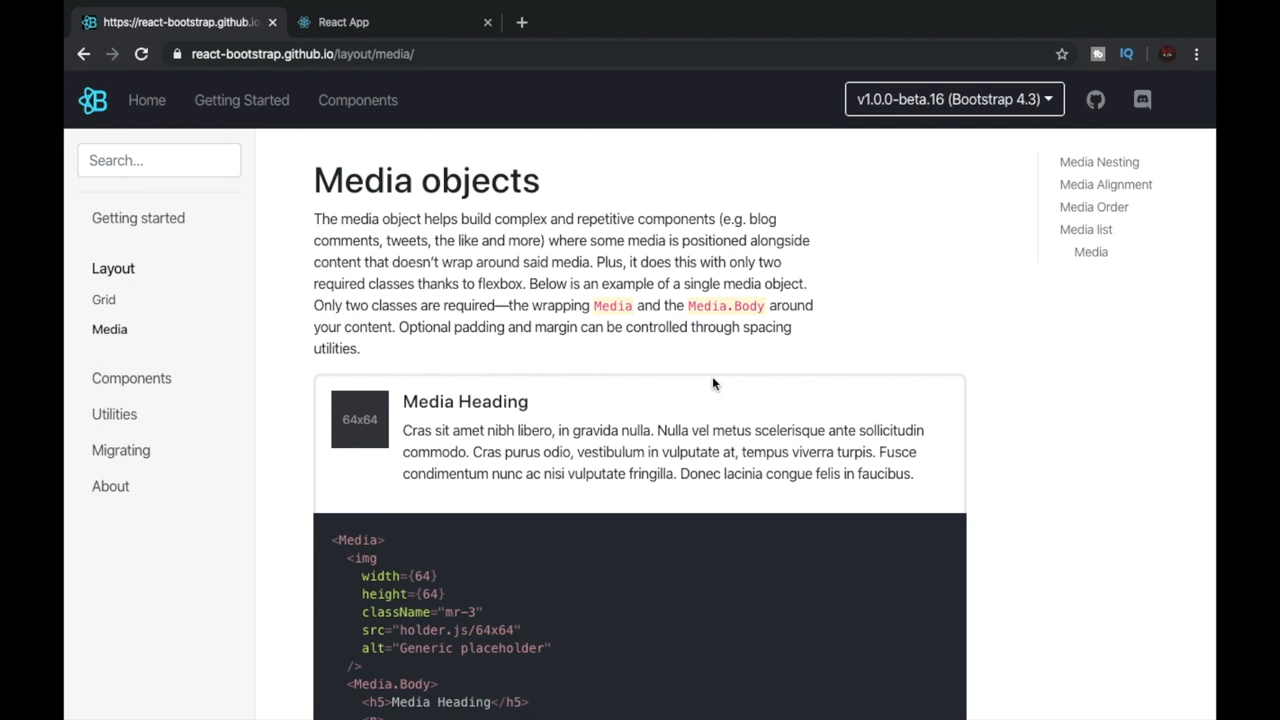 https://react-bootstrap.github.io
React App
react-bootstrap.github.io/layout/media/
IQ
B
Home
Getting Started
Components
v1.0.0-beta.16 (Bootstrap 4.3)
Search...
Getting started
Layout
Grid
Media
Components
Utilities
Migrating
About
Media objects
The media object helps build complex and repetitive components (e.g. blog
comments, tweets, the like and more) where some media is positioned alongside
content that doesn’t wrap around said media. Plus, it does this with only two
required classes thanks to flexbox. Below is an example of a single media object.
Only two classes are required—the wrapping Media and the Media.Body around
your content. Optional padding and margin can be controlled through spacing
utilities.
64x64
Media Heading
Cras sit amet nibh libero, in gravida nulla. Nulla vel metus scelerisque ante sollicitudin
commodo. Cras purus odio, vestibulum in vulputate at, tempus viverra turpis. Fusce
condimentum nunc ac nisi vulputate fringilla. Donec lacinia congue felis in faucibus.
<Media>
<img
width={64}
height={64}
className="mr-3"
src="holder.js/64x64"
alt="Generic placeholder"
/>
<Media.Body>
<h5>Media Heading</h5>
Media Nesting
Media Alignment
Media Order
Media list
Media